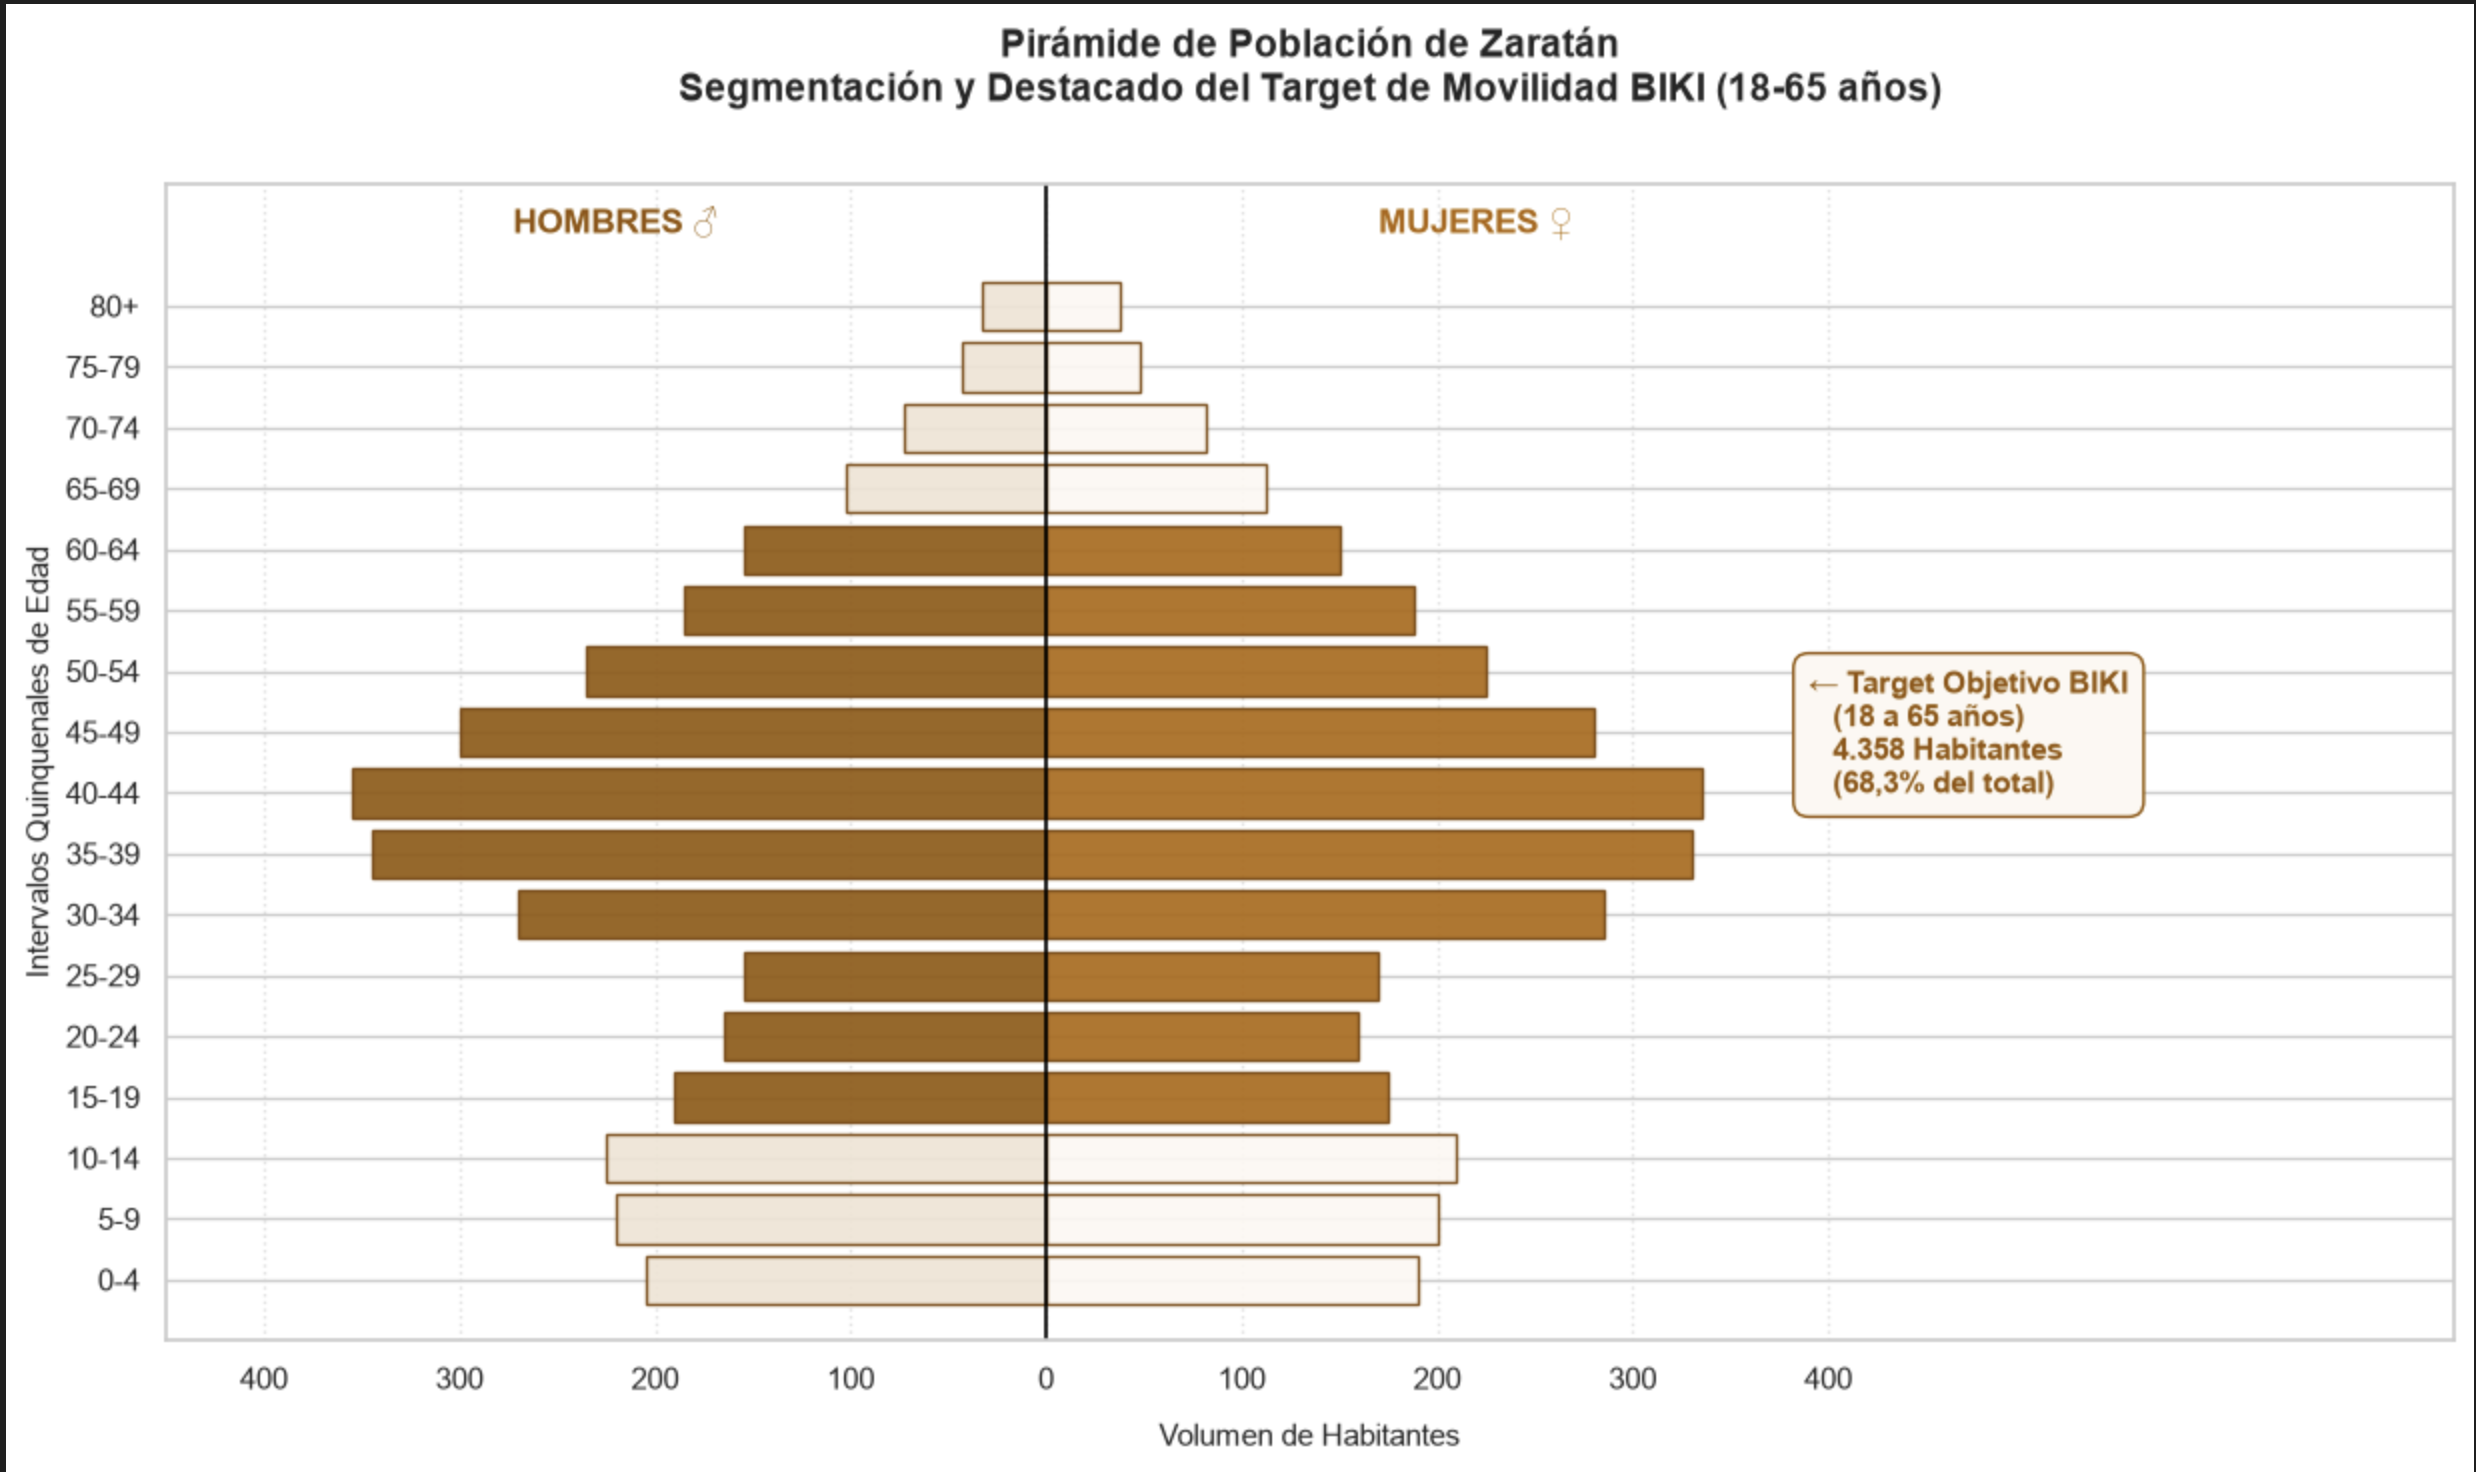 Pirámide de Población de Zaratán
Segmentación y Destacado del Target de Movilidad BIKI (18-65 años)
HOMBRES ♂
MUJERES ♀
Intervalos Quinquenales de Edad
80+
75-79
70-74
65-69
60-64
55-59
50-54
45-49
40-44
35-39
30-34
25-29
20-24
15-19
10-14
5-9
0-4
← Target Objetivo BIKI
(18 a 65 años)
4.358 Habitantes
(68,3% del total)
400 300 200 100 0 100 200 300 400
Volumen de Habitantes